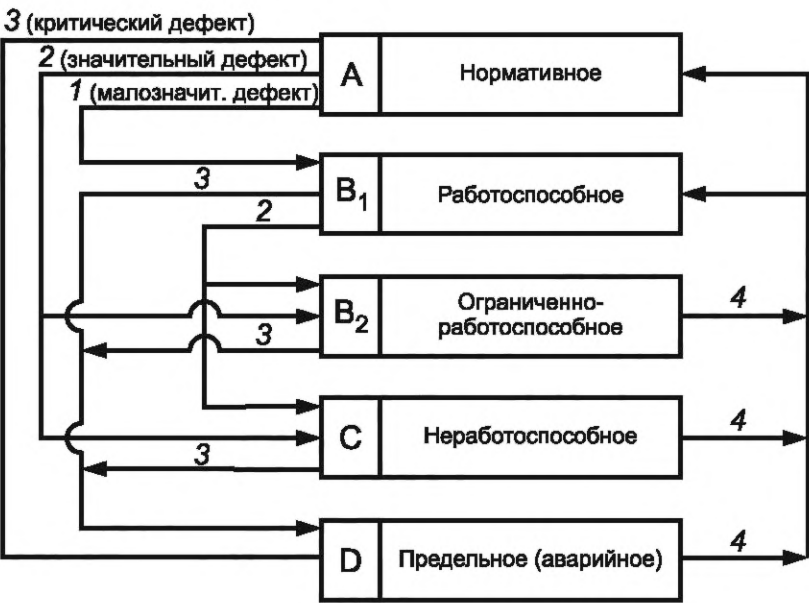 3 (критический дефект)
2 (значительный дефект)
1 (малозначит. дефект)
A Нормативное
3
B1 Работоспособное
2
B2 Ограниченно-
работоспособное
4
3
C Неработоспособное
4
3
D Предельное (аварийное)
4